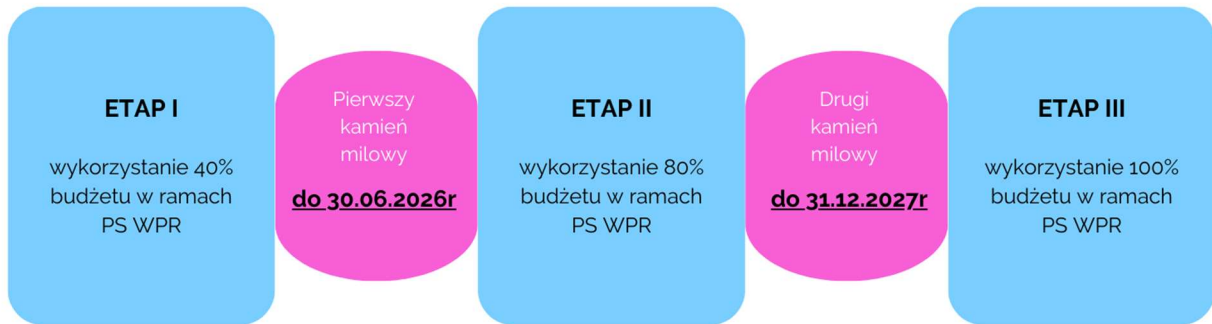 ETAP I
wykorzystanie 40%
budżetu w ramach
PS WPR
Pierwszy
kamień
milowy
do 30.06.2026r
ETAP II
wykorzystanie 80%
budżetu w ramach
PS WPR
Drugi
kamień
milowy
do 31.12.2027r
ETAP III
wykorzystanie 100%
budżetu w ramach
PS WPR